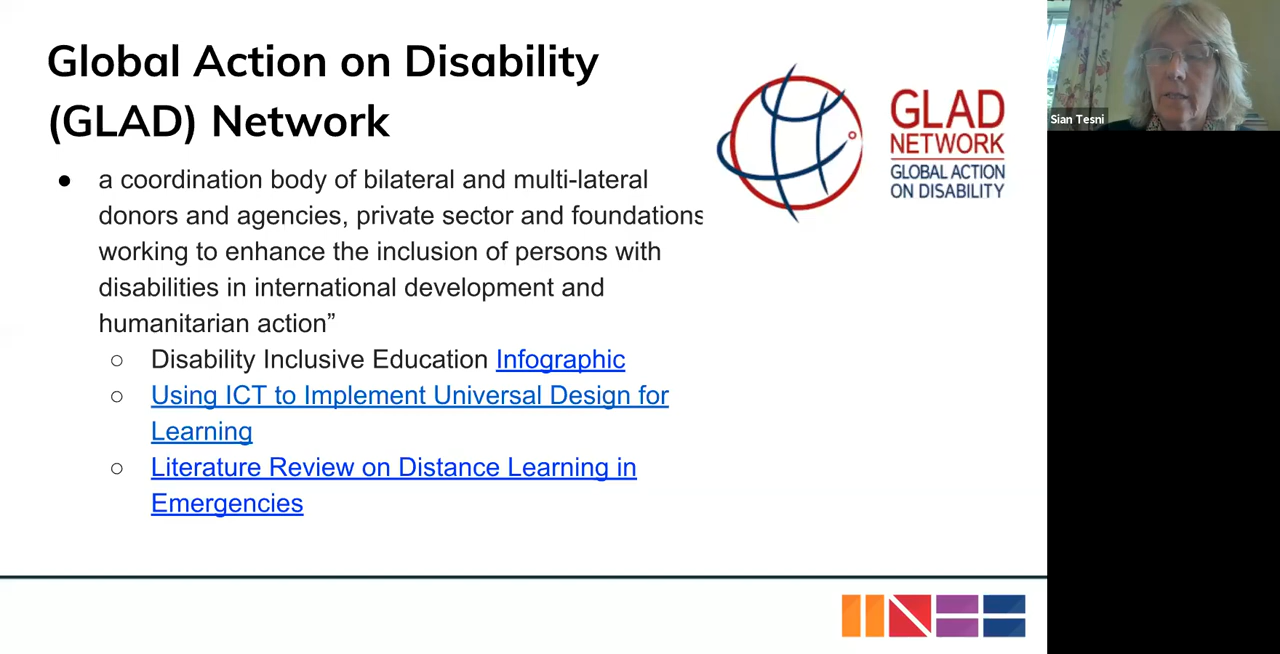 Global Action on Disability
(GLAD) Network
● a coordination body of bilateral and multi-lateral
donors and agencies, private sector and foundations
working to enhance the inclusion of persons with
disabilities in international development and
humanitarian action”
○ Disability Inclusive Education Infographic
○ Using ICT to Implement Universal Design for
Learning
○ Literature Review on Distance Learning in
Emergencies
GLAD
NETWORK
GLOBAL ACTION
ON DISABILITY
Sian Tesni
INEE